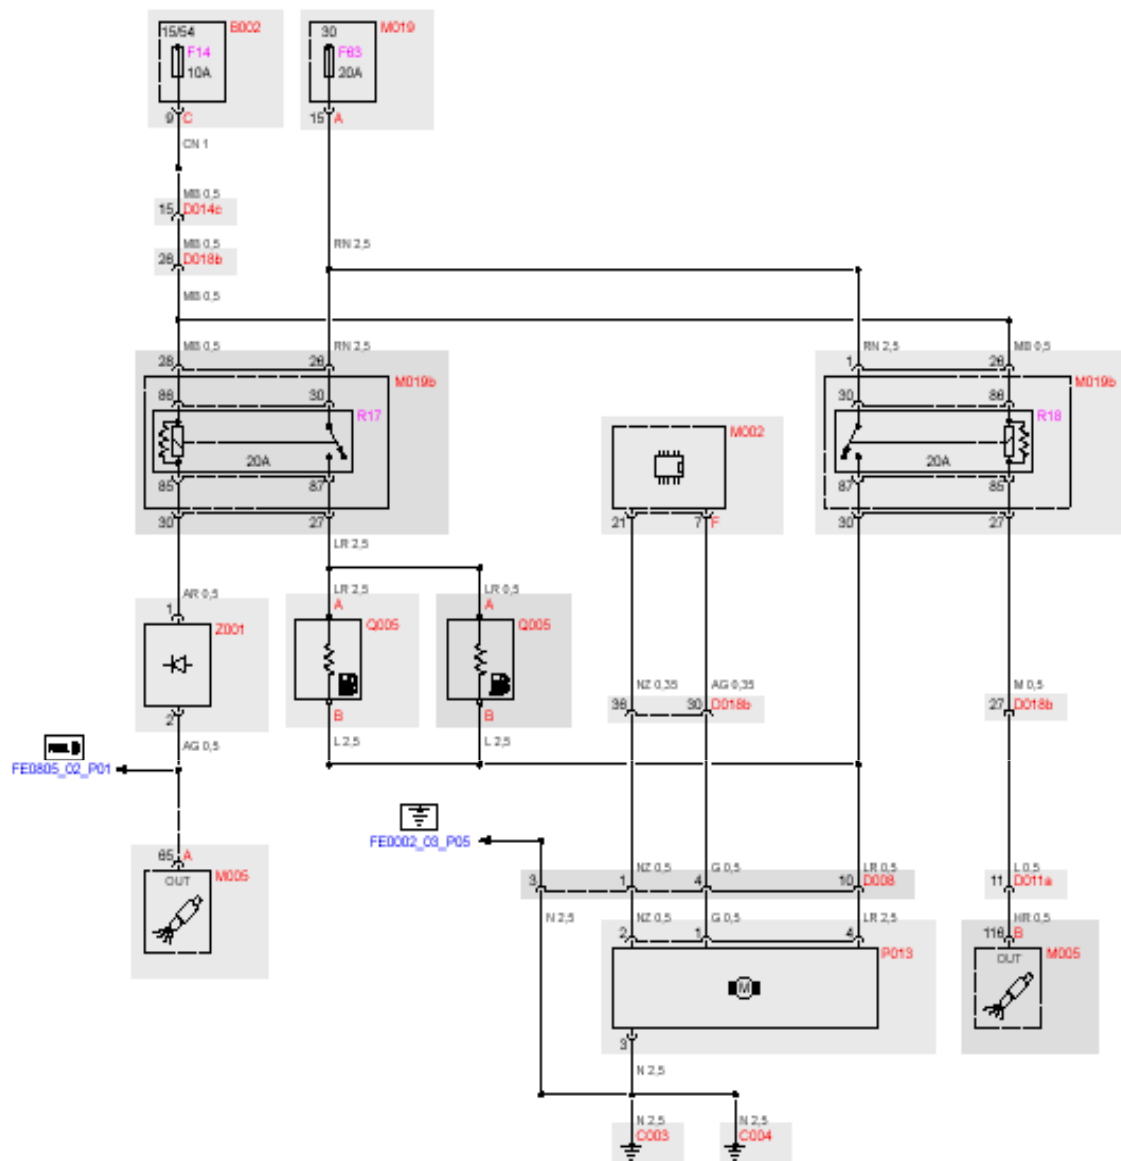 15/54 B002
F14
10A
9 C
30 M019
F63
20A
15 A
CN 1
MB 0,5
15 D014c
MB 0,5
26 D018b
MB 0,5
RN 2,5
MB 0,5 RN 2,5
28 26
M019b
86 30
R17
20A
85 87
30 27
RN 2,5 MB 0,5
1 26
M019b
30 86
R18
20A
87 85
30 27
M002
21 7 F
LR 2,5
LR 2,5 LR 0,5
A A
Q005 Q005
B B
L 2,5 L 2,5
AR 0,5
1
Z001
2
AG 0,5
FE0805_02_P01
65 A
OUT M005
NZ 0,35 AG 0,35
36 30 D018b
M 0,5
27 D018b
FE0002_03_P05
NZ 0,5 G 0,5 LR 0,5
3 1 4 10 D008
N 2,5 NZ 0,5 G 0,5 LR 2,5
2 1 4
P013
M
3
N 2,5
N 2,5 N 2,5
C003 C004
L 0,5
11 D011a
HR 0,5
116 B
OUT M005